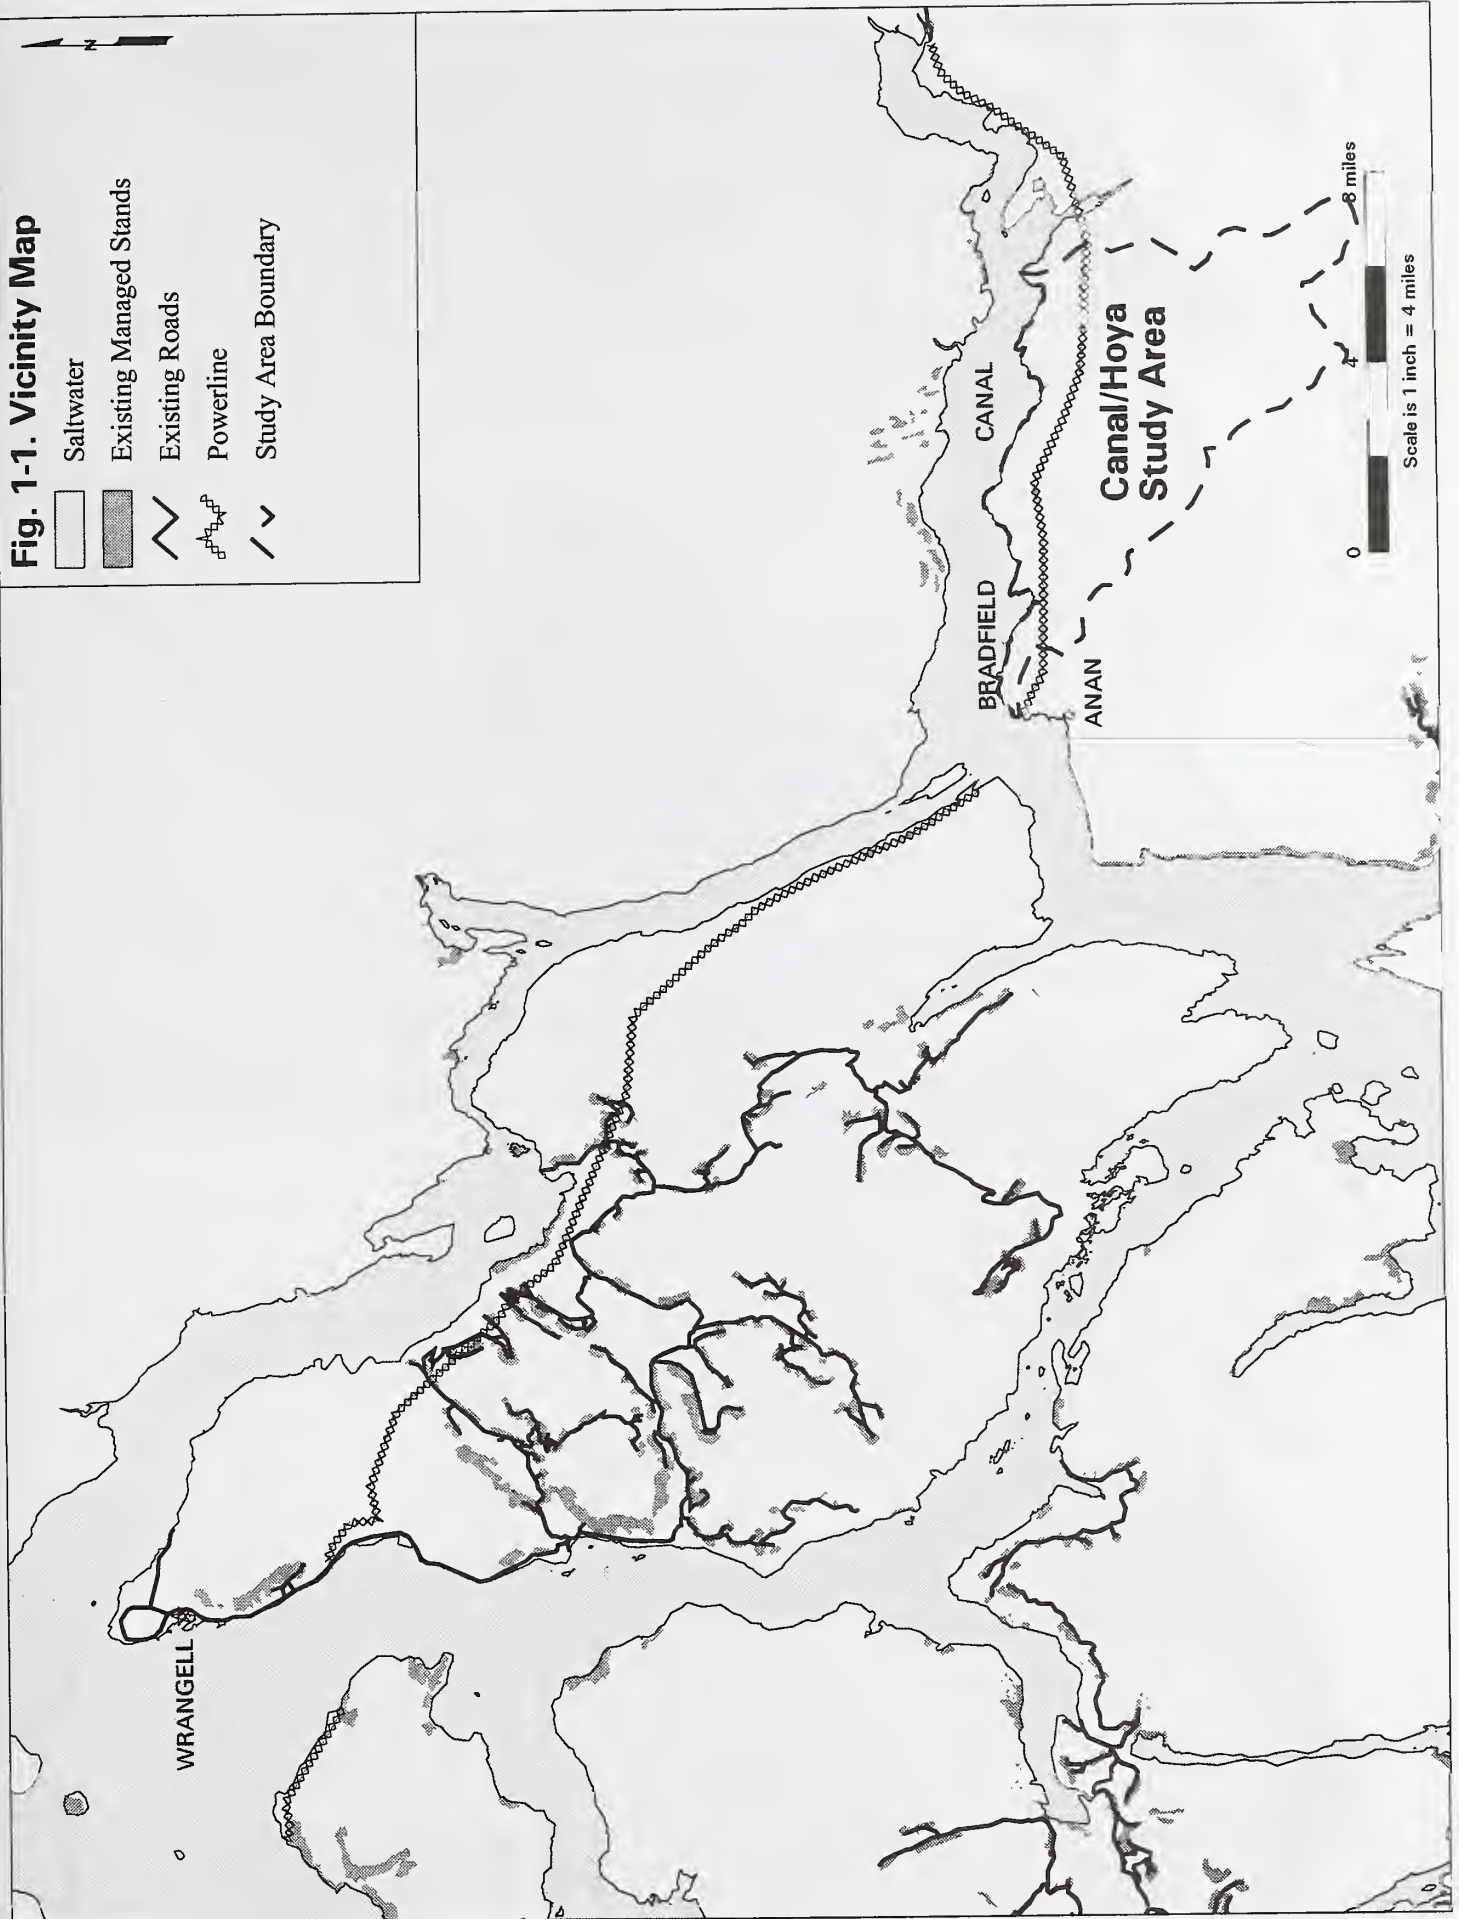 Fig. 1-1. Vicinity Map
Saltwater
Existing Managed Stands
Existing Roads
Powerline
Study Area Boundary
N
WRANGELL
BRADFIELD CANAL
ANAN
Canal/Hoya
Study Area
0 4 8 miles
Scale is 1 inch = 4 miles